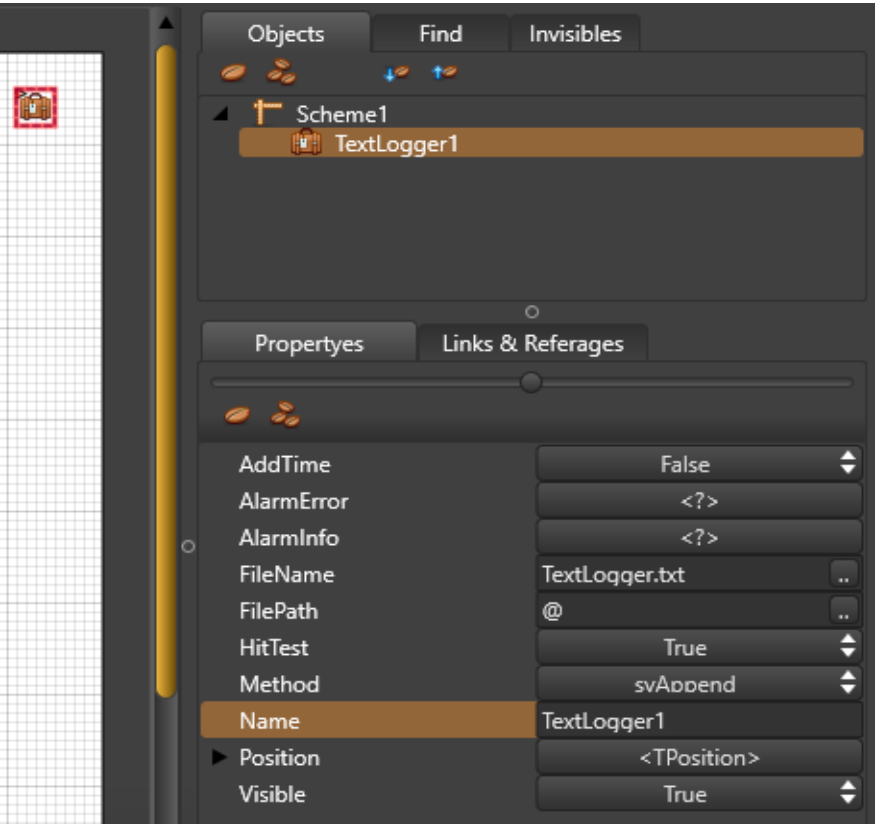 Objects Find Invisibles
Scheme1
TextLogger1
Propertyes Links & Referages
AddTime False
AlarmError <?>
AlarmInfo <?>
FileName TextLogger.txt ..
FilePath @ ..
HitTest True
Method svAppend
Name TextLogger1
Position <TPosition>
Visible True